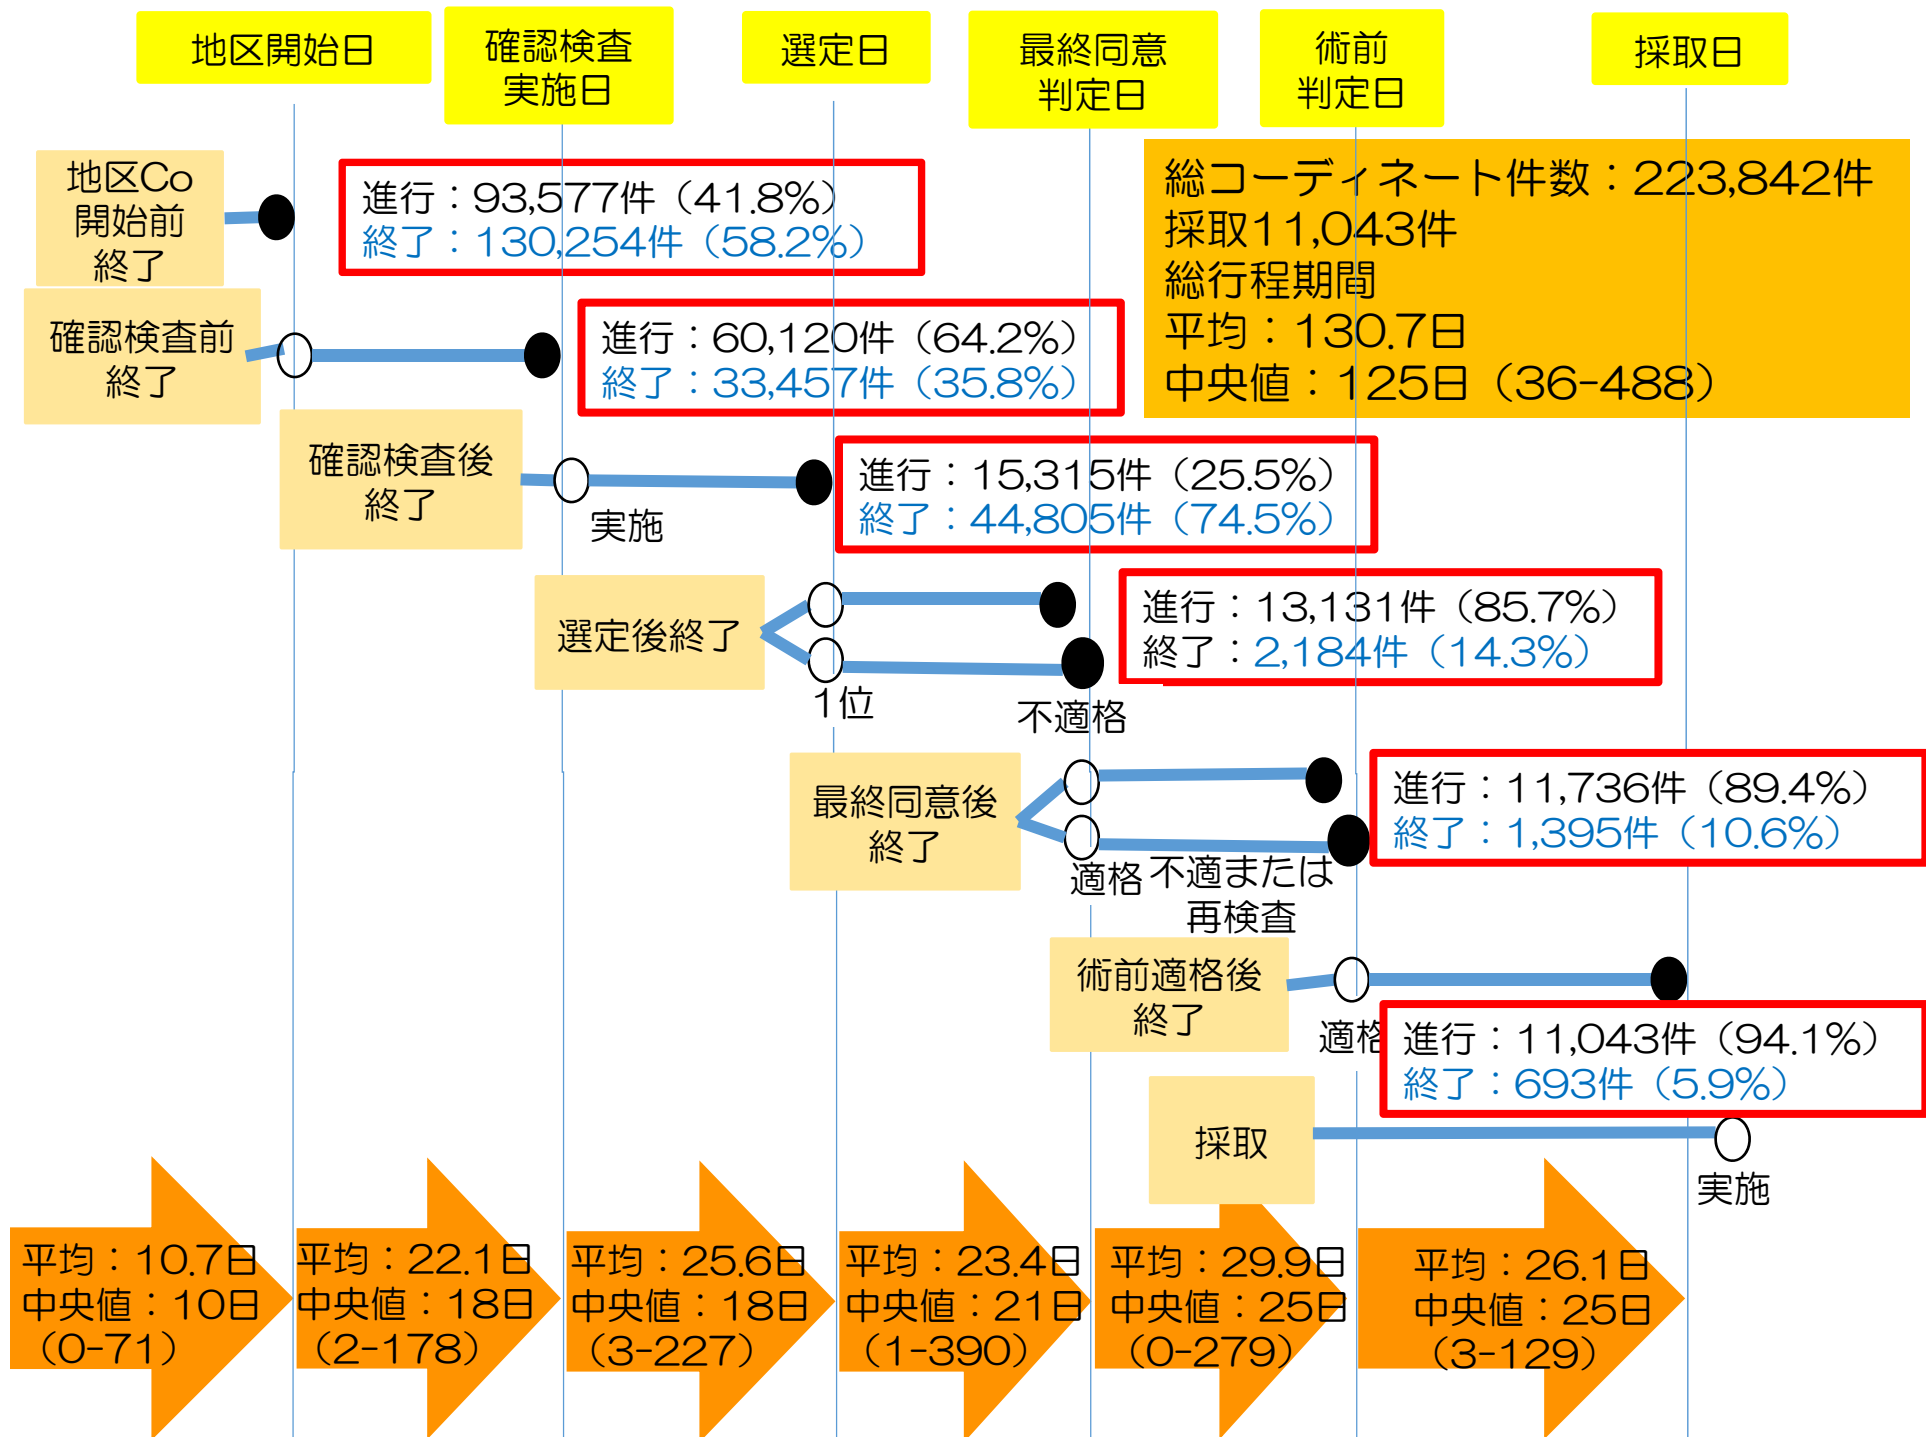 地区開始日
確認検査
実施日
選定日
最終同意
判定日
術前
判定日
採取日
地区Co
開始前
終了
進行：93,577件（41.8%）
終了：130,254件（58.2%）
総コーディネート件数：223,842件
採取11,043件
総行程期間
平均：130.7日
中央値：125日（36-488）
確認検査前
終了
進行：60,120件（64.2%）
終了：33,457件（35.8%）
確認検査後
終了
実施
進行：15,315件（25.5%）
終了：44,805件（74.5%）
選定後終了
1位
不適格
進行：13,131件（85.7%）
終了：2,184件（14.3%）
最終同意後
終了
適格
不適または
再検査
進行：11,736件（89.4%）
終了：1,395件（10.6%）
術前適格後
終了
適格
進行：11,043件（94.1%）
終了：693件（5.9%）
採取
実施
平均：10.7日
中央値：10日
（0-71）
平均：22.1日
中央値：18日
（2-178）
平均：25.6日
中央値：18日
（3-227）
平均：23.4日
中央値：21日
（1-390）
平均：29.9日
中央値：25日
（0-279）
平均：26.1日
中央値：25日
（3-129）